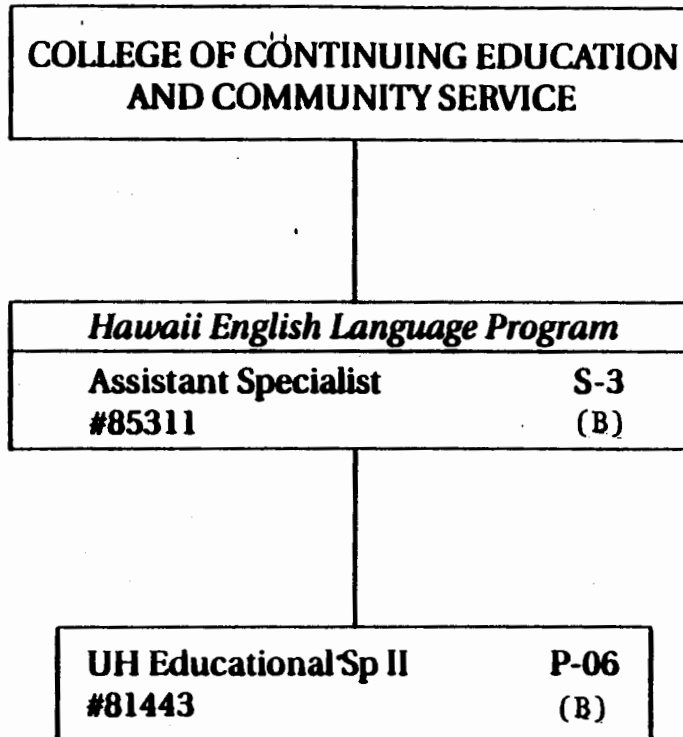 COLLEGE OF CONTINUING EDUCATION
AND COMMUNITY SERVICE
Hawaii English Language Program
Assistant Specialist S-3
#85311 (B)
UH Educational Sp II P-06
#81443 (B)